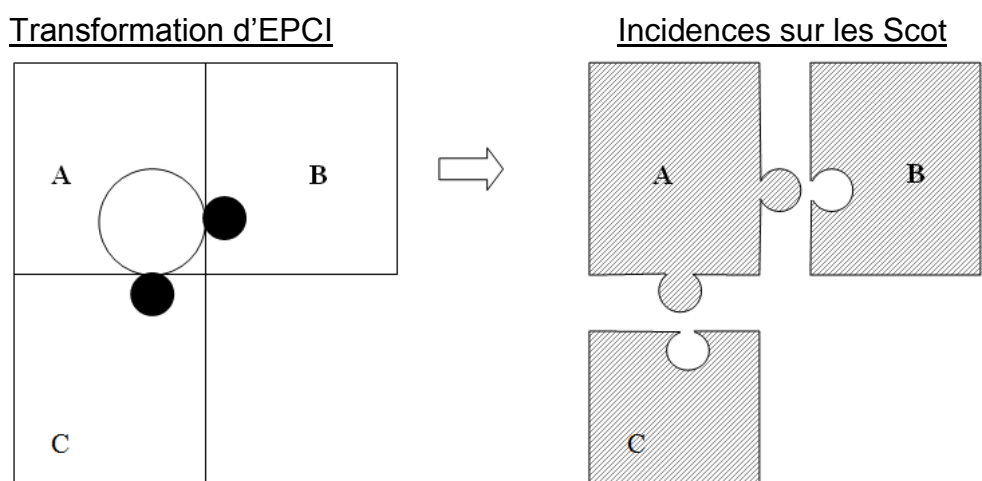 Transformation d’EPCI
Incidences sur les Scot
A
B
C
A
B
C